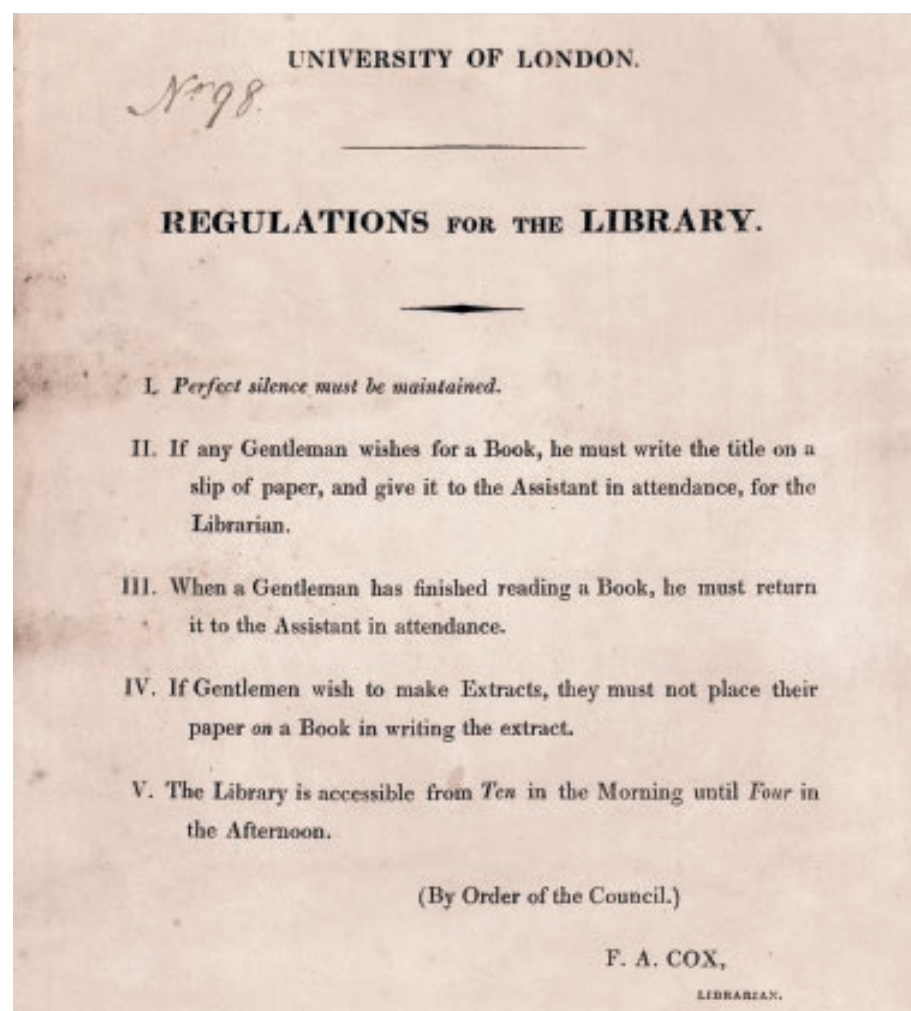 UNIVERSITY OF LONDON.
Nº 98.
REGULATIONS FOR THE LIBRARY.
I. Perfect silence must be maintained.
II. If any Gentleman wishes for a Book, he must write the title on a
slip of paper, and give it to the Assistant in attendance, for the
Librarian.
III. When a Gentleman has finished reading a Book, he must return
it to the Assistant in attendance.
IV. If Gentlemen wish to make Extracts, they must not place their
paper on a Book in writing the extract.
V. The Library is accessible from Ten in the Morning until Four in
the Afternoon.
(By Order of the Council.)
F. A. COX,
LIBRARIAN.